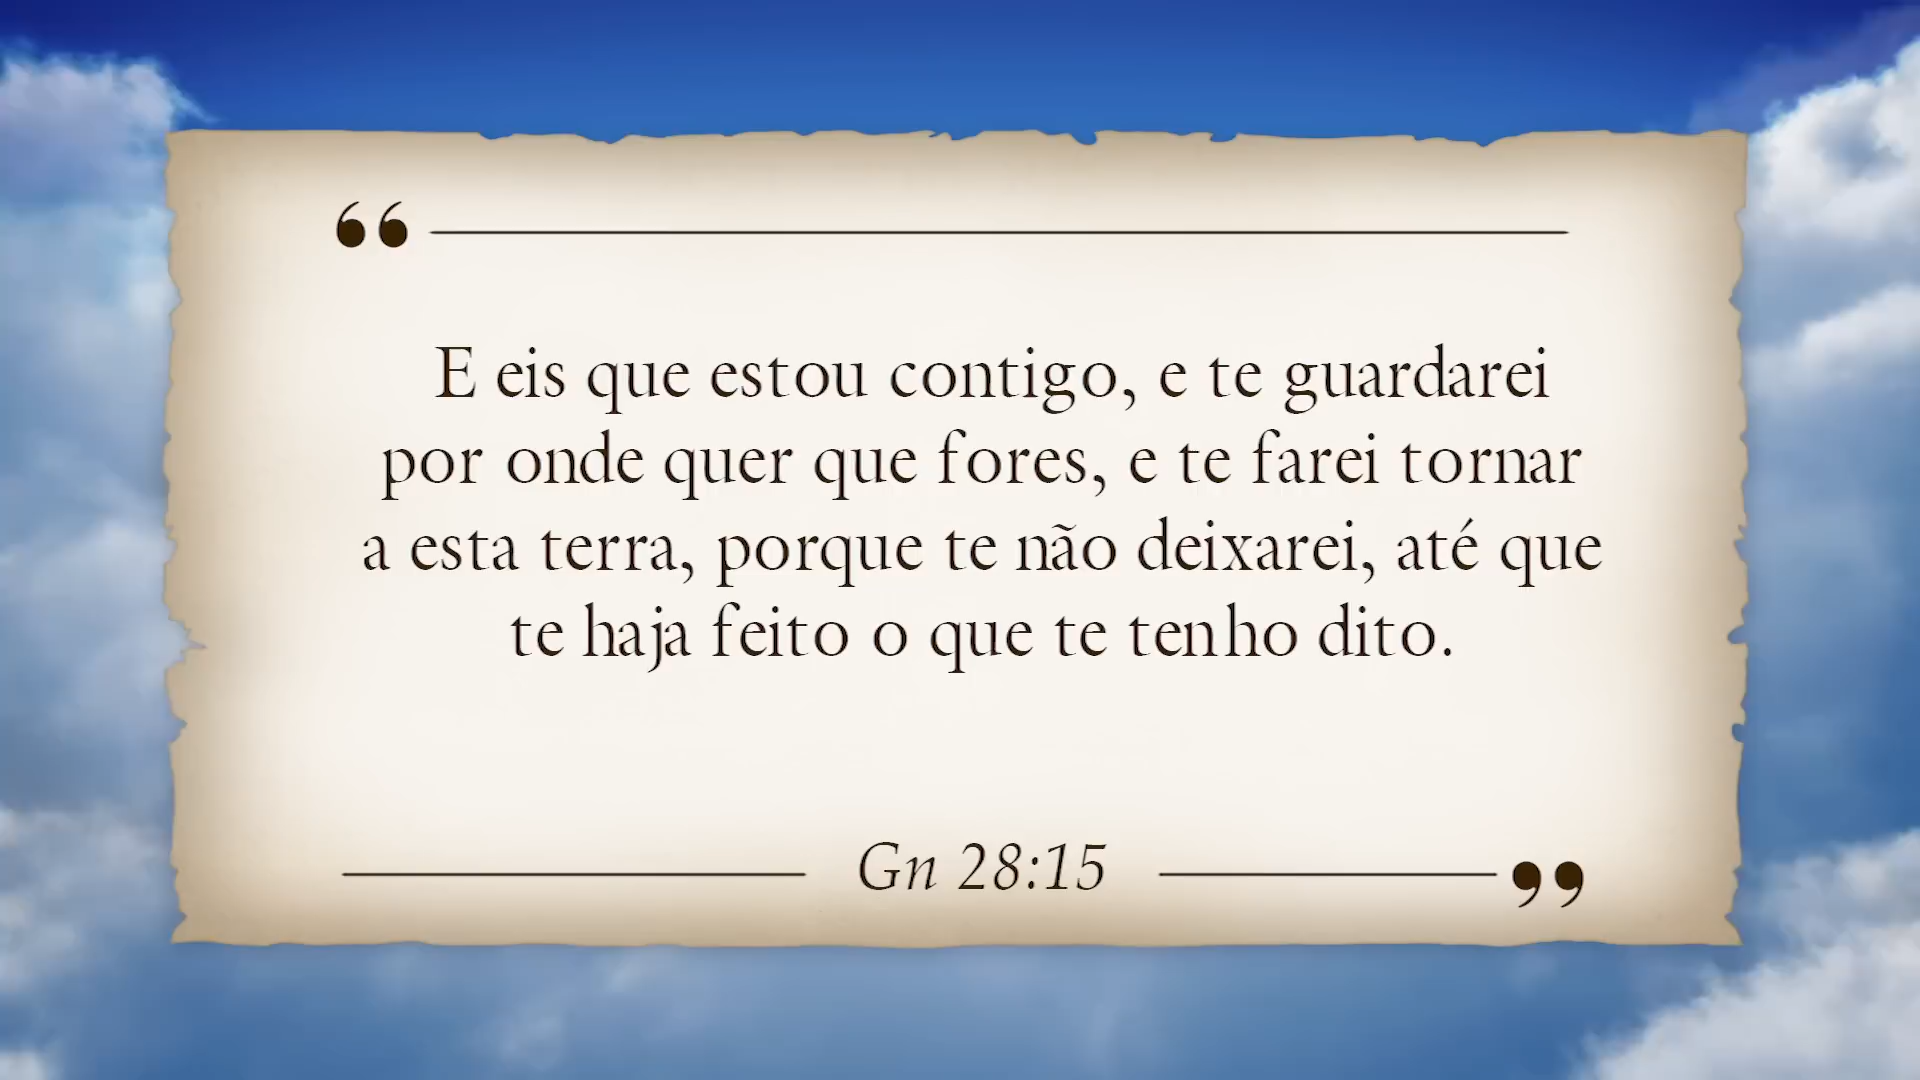 “
E eis que estou contigo, e te guardarei
por onde quer que fores, e te farei tornar
a esta terra, porque te não deixarei, até que
te haja feito o que te tenho dito.
Gn 28:15 ”